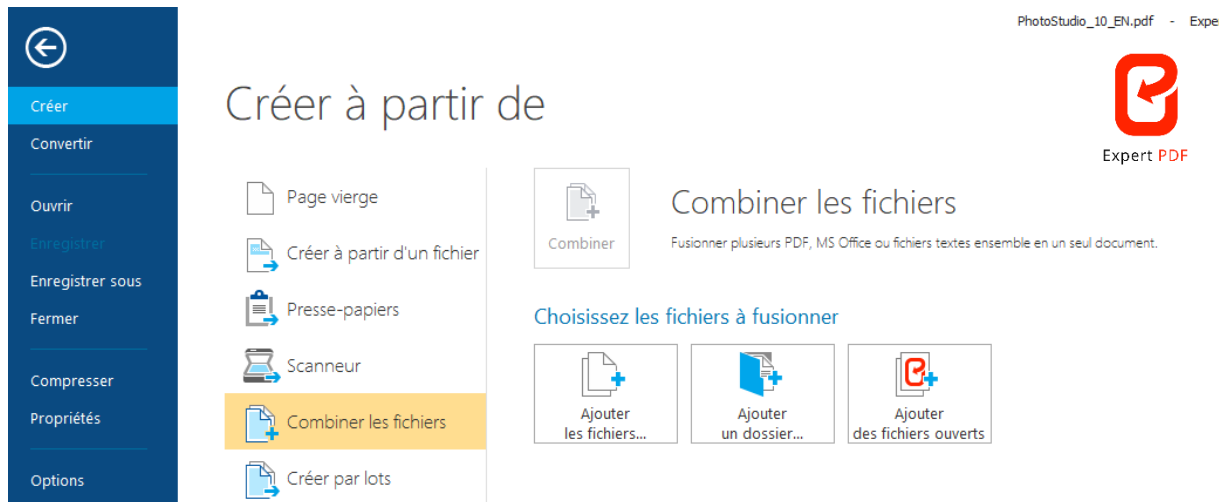 PhotoStudio_10_EN.pdf - Expe
Créer
Convertir
Ouvrir
Enregistrer
Enregistrer sous
Fermer
Compresser
Propriétés
Options
Créer à partir de
Expert PDF
Page vierge
Créer à partir d'un fichier
Presse-papiers
Scanneur
Combiner les fichiers
Créer par lots
Combiner
Combiner les fichiers
Fusionner plusieurs PDF, MS Office ou fichiers textes ensemble en un seul document.
Choisissez les fichiers à fusionner
Ajouter
les fichiers...
Ajouter
un dossier...
Ajouter
des fichiers ouverts